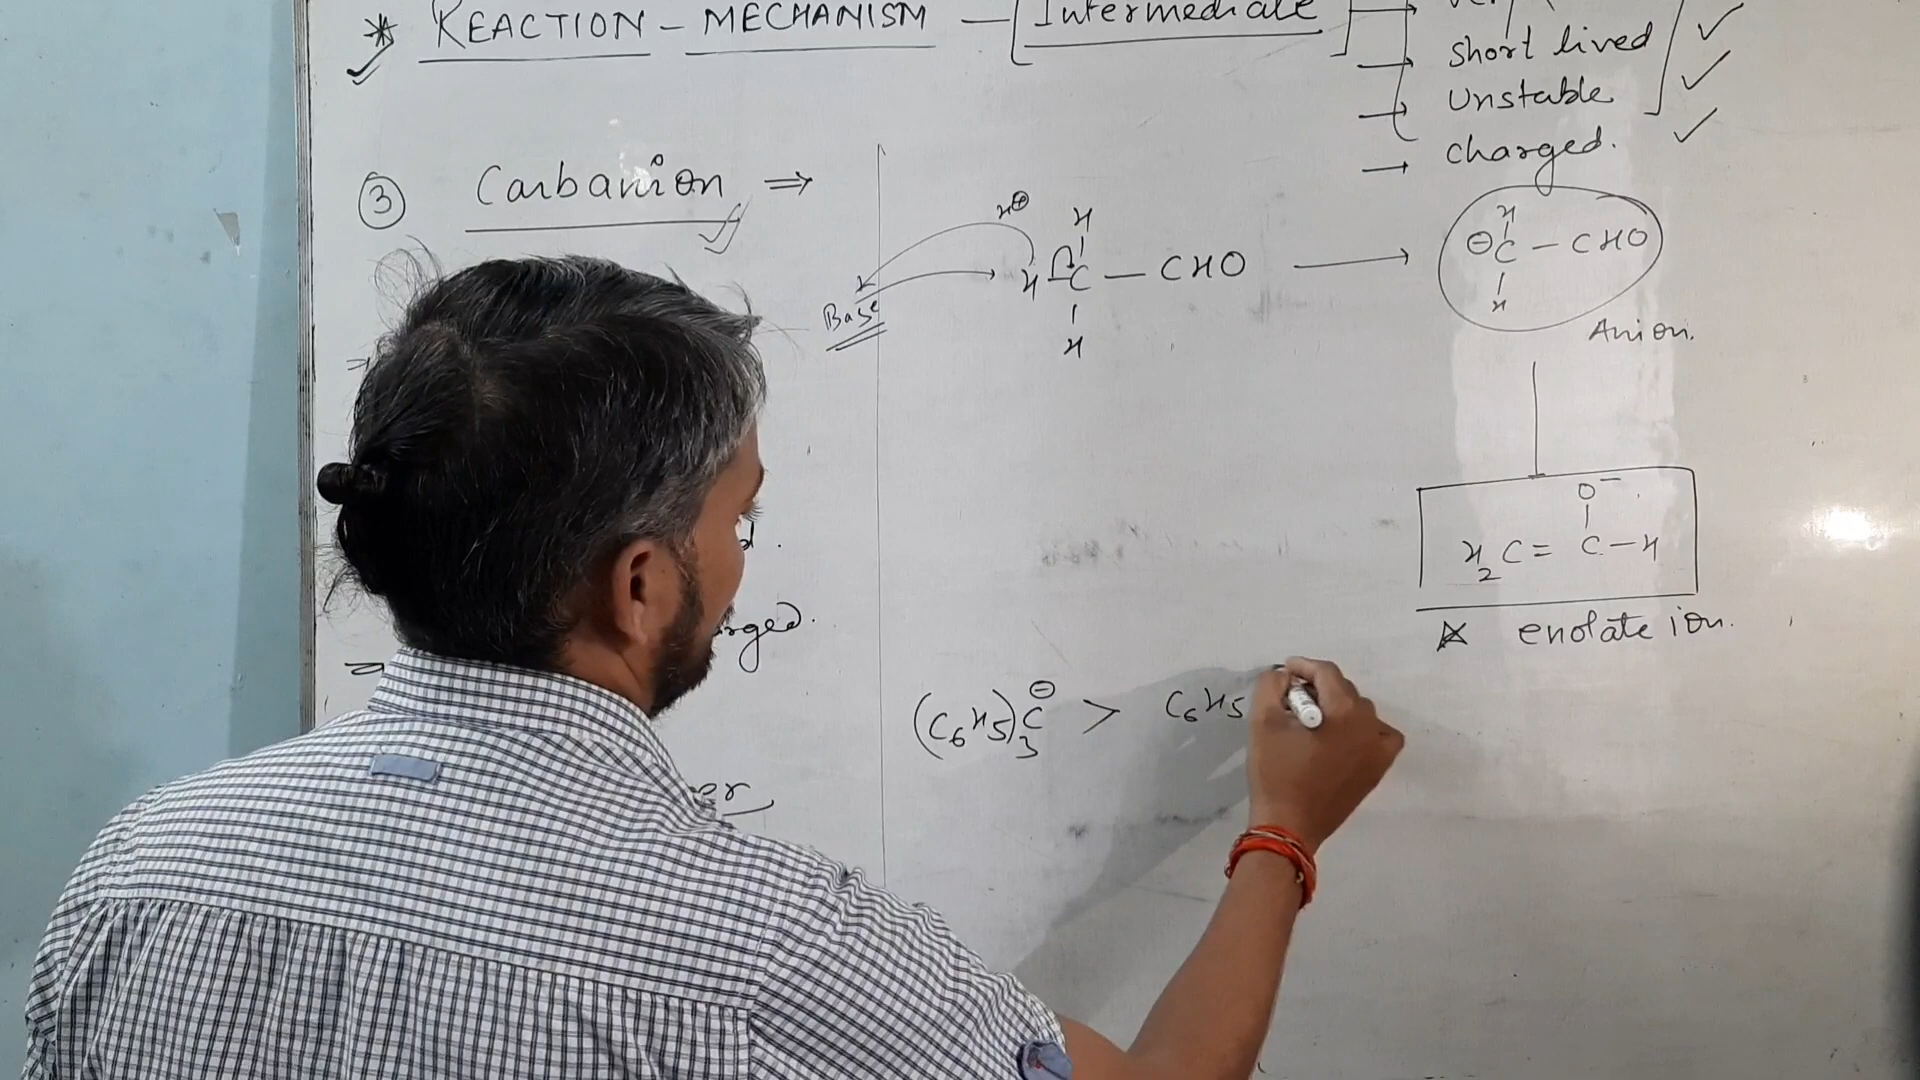 * REACTION - MECHANISM - [Intermediate]
→ short lived
→ Unstable
→ charged.
③ Carbanion ⇒
H⊕
H
H - C - CHO →
H
Base
H
⊖C - CHO
H
Anion.
O⁻
H₂C = C - H
enolate ion.
rged.
(C₆H₅)₃C⊖ > C₆H₅
er